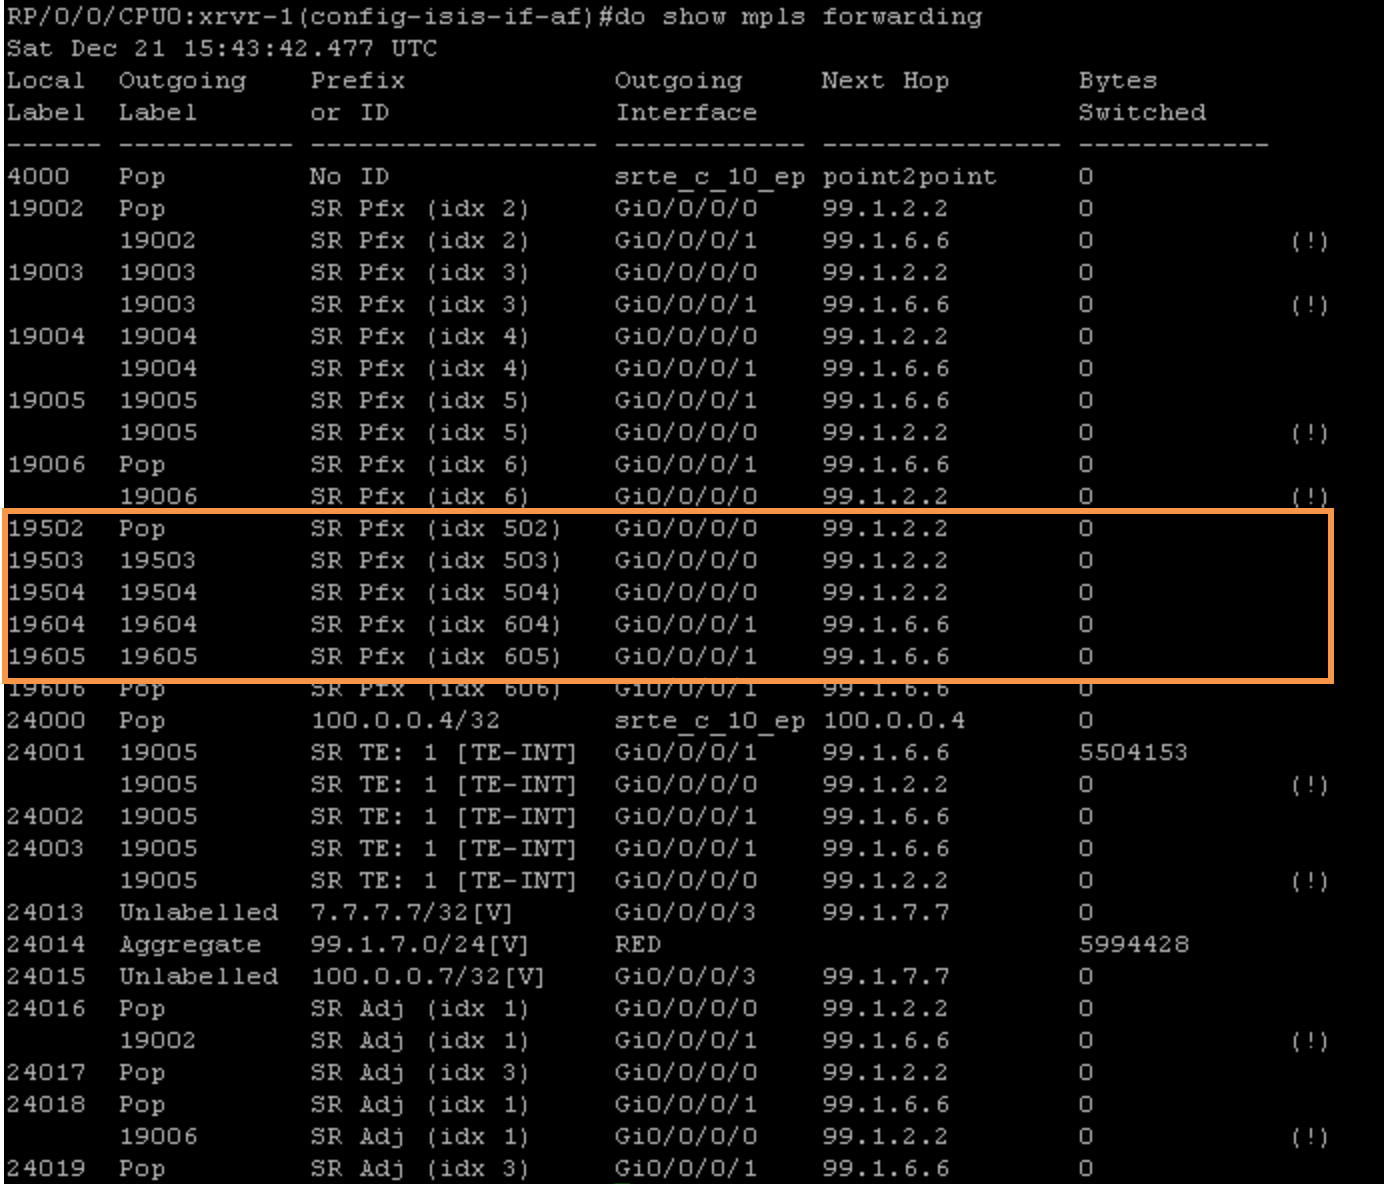 RP/0/0/CPU0:xrvr-1(config-isis-if-af)#do show mpls forwarding
Sat Dec 21 15:43:42.477 UTC
Local  Outgoing    Prefix             Outgoing     Next Hop        Bytes
Label  Label       or ID              Interface                    Switched
------ ----------- ------------------ ------------ --------------- ------------
4000   Pop         No ID              srte_c_10_ep point2point     0
19002  Pop         SR Pfx (idx 2)     Gi0/0/0/0    99.1.2.2        0
       19002       SR Pfx (idx 2)     Gi0/0/0/1    99.1.6.6        0            (!)
19003  19003       SR Pfx (idx 3)     Gi0/0/0/0    99.1.2.2        0
       19003       SR Pfx (idx 3)     Gi0/0/0/1    99.1.6.6        0            (!)
19004  19004       SR Pfx (idx 4)     Gi0/0/0/0    99.1.2.2        0
       19004       SR Pfx (idx 4)     Gi0/0/0/1    99.1.6.6        0
19005  19005       SR Pfx (idx 5)     Gi0/0/0/1    99.1.6.6        0
       19005       SR Pfx (idx 5)     Gi0/0/0/0    99.1.2.2        0            (!)
19006  Pop         SR Pfx (idx 6)     Gi0/0/0/1    99.1.6.6        0
       19006       SR Pfx (idx 6)     Gi0/0/0/0    99.1.2.2        0            (!)
19502  Pop         SR Pfx (idx 502)   Gi0/0/0/0    99.1.2.2        0
19503  19503       SR Pfx (idx 503)   Gi0/0/0/0    99.1.2.2        0
19504  19504       SR Pfx (idx 504)   Gi0/0/0/0    99.1.2.2        0
19604  19604       SR Pfx (idx 604)   Gi0/0/0/1    99.1.6.6        0
19605  19605       SR Pfx (idx 605)   Gi0/0/0/1    99.1.6.6        0
19606  Pop         SR Pfx (idx 606)   Gi0/0/0/1    99.1.6.6        0
24000  Pop         100.0.0.4/32       srte_c_10_ep 100.0.0.4       0
24001  19005       SR TE: 1 [TE-INT]  Gi0/0/0/1    99.1.6.6        5504153
       19005       SR TE: 1 [TE-INT]  Gi0/0/0/0    99.1.2.2        0            (!)
24002  19005       SR TE: 1 [TE-INT]  Gi0/0/0/1    99.1.6.6        0
24003  19005       SR TE: 1 [TE-INT]  Gi0/0/0/1    99.1.6.6        0
       19005       SR TE: 1 [TE-INT]  Gi0/0/0/0    99.1.2.2        0            (!)
24013  Unlabelled  7.7.7.7/32[V]      Gi0/0/0/3    99.1.7.7        0
24014  Aggregate   99.1.7.0/24[V]     RED                          5994428
24015  Unlabelled  100.0.0.7/32[V]    Gi0/0/0/3    99.1.7.7        0
24016  Pop         SR Adj (idx 1)     Gi0/0/0/0    99.1.2.2        0
       19002       SR Adj (idx 1)     Gi0/0/0/1    99.1.6.6        0            (!)
24017  Pop         SR Adj (idx 3)     Gi0/0/0/0    99.1.2.2        0
24018  Pop         SR Adj (idx 1)     Gi0/0/0/1    99.1.6.6        0
       19006       SR Adj (idx 1)     Gi0/0/0/0    99.1.2.2        0            (!)
24019  Pop         SR Adj (idx 3)     Gi0/0/0/1    99.1.6.6        0